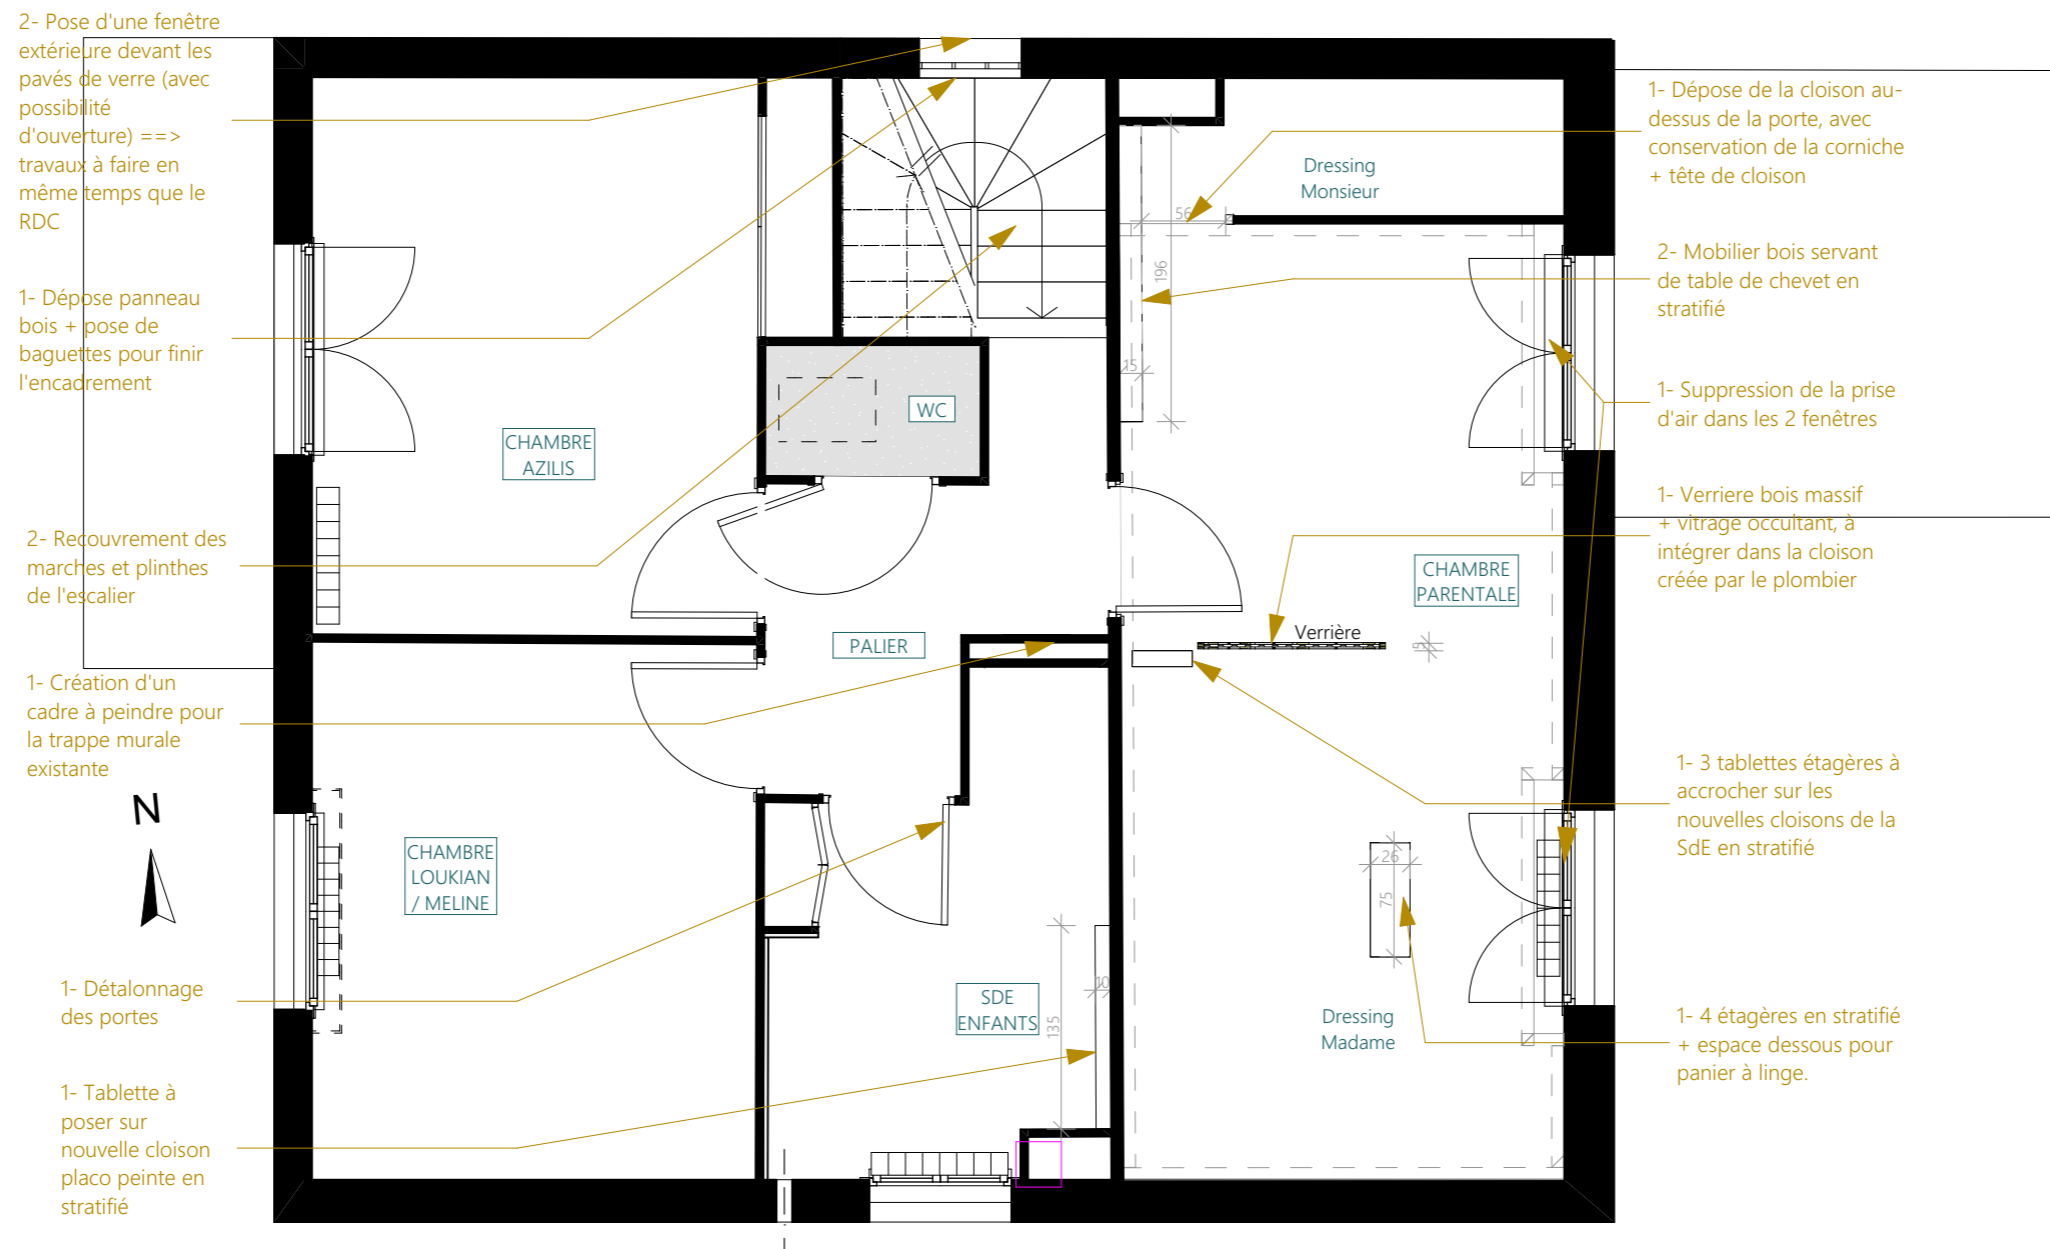 2- Pose d'une fenêtre
extérieure devant les
pavés de verre (avec
possibilité
d'ouverture) ==>
travaux à faire en
même temps que le
RDC
1- Dépose panneau
bois + pose de
baguettes pour finir
l'encadrement
2- Recouvrement des
marches et plinthes
de l'escalier
1- Création d'un
cadre à peindre pour
la trappe murale
existante
N
1- Détalonnage
des portes
1- Tablette à
poser sur
nouvelle cloison
placo peinte en
stratifié
CHAMBRE
AZILIS
WC
PALIER
CHAMBRE
LOUKIAN
/ MELINE
SDE
ENFANTS
10
135
Dressing
Monsieur
56
196
15
CHAMBRE
PARENTALE
Verrière
5
26
75
Dressing
Madame
1- Dépose de la cloison au-
dessus de la porte, avec
conservation de la corniche
+ tête de cloison
2- Mobilier bois servant
de table de chevet en
stratifié
1- Suppression de la prise
d'air dans les 2 fenêtres
1- Verriere bois massif
+ vitrage occultant, à
intégrer dans la cloison
créée par le plombier
1- 3 tablettes étagères à
accrocher sur les
nouvelles cloisons de la
SdE en stratifié
1- 4 étagères en stratifié
+ espace dessous pour
panier à linge.